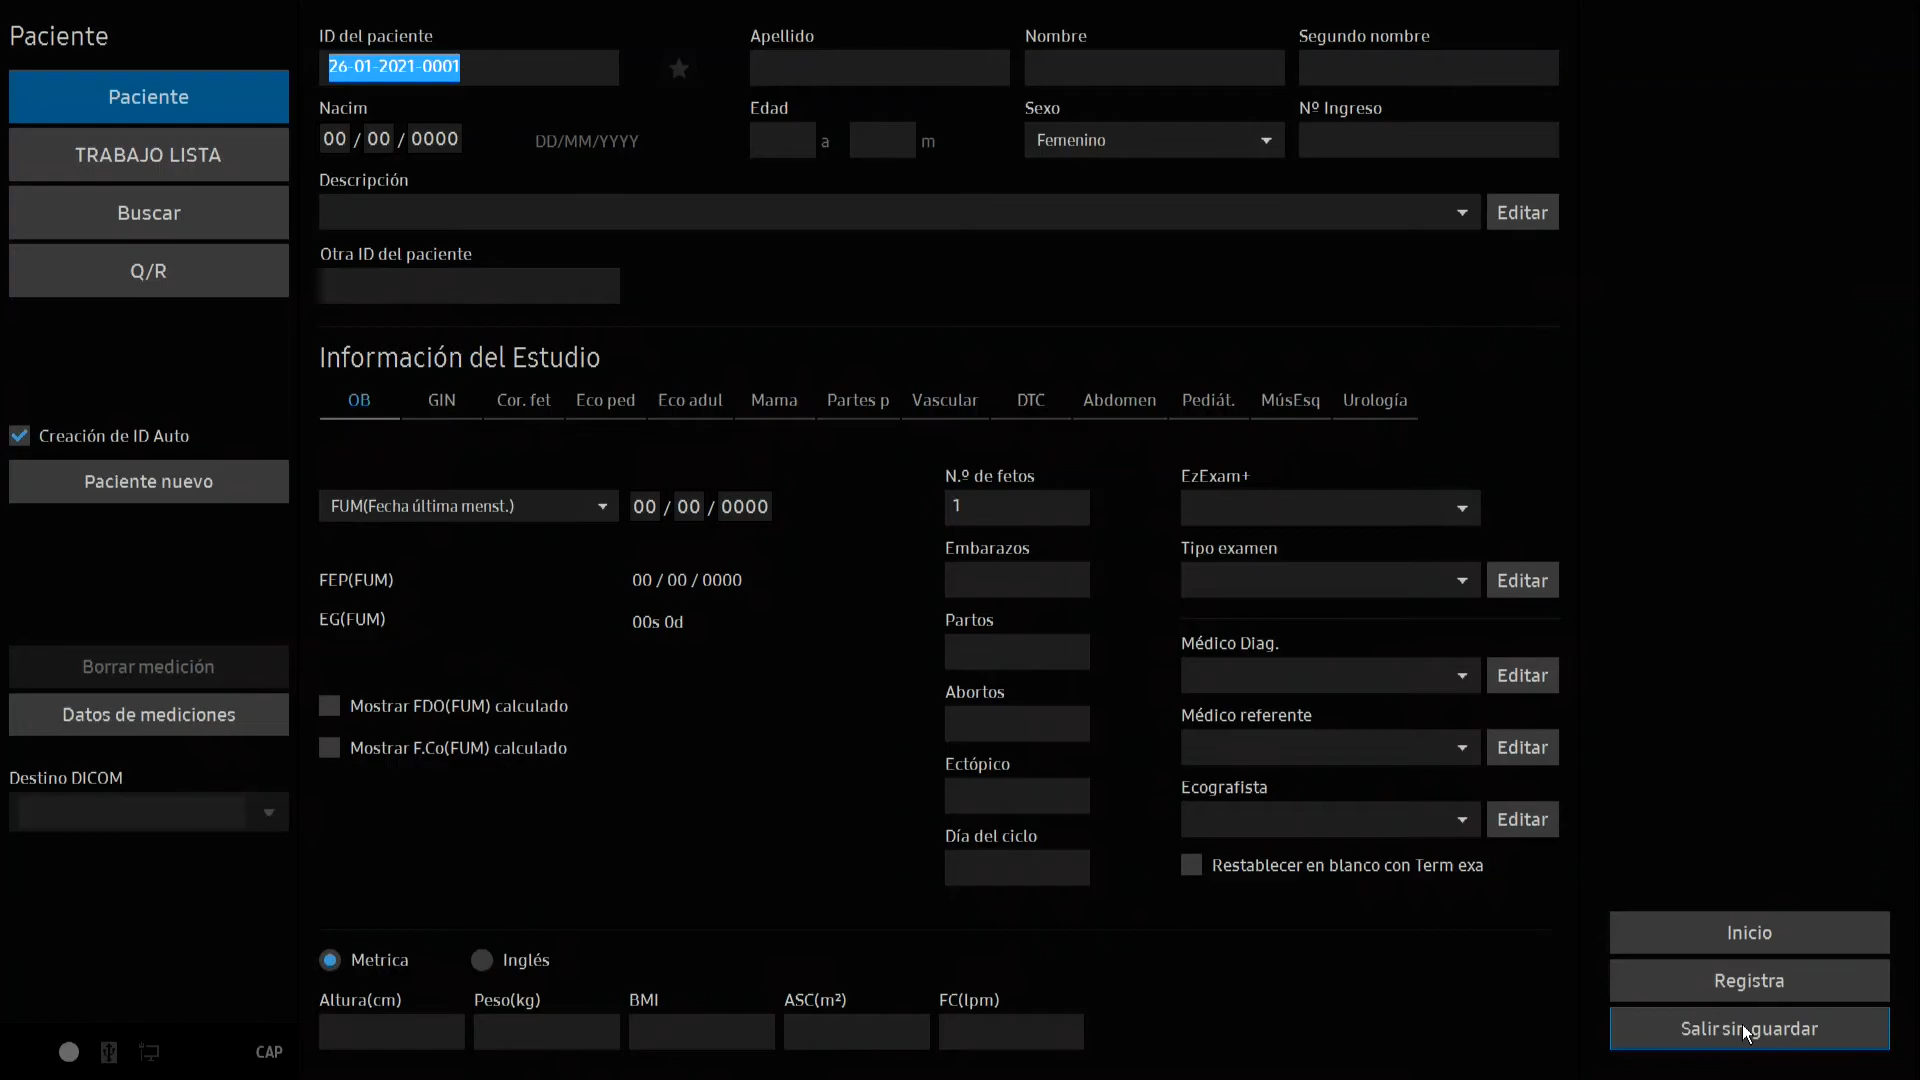 Paciente
Paciente
TRABAJO LISTA
Buscar
Q/R
Creación de ID Auto
Paciente nuevo
Borrar medición
Datos de mediciones
Destino DICOM
CAP
ID del paciente
Apellido
Nombre
Segundo nombre
26-01-2021-0001
Nacim
Edad
Sexo
Nº Ingreso
00 / 00 / 0000
DD/MM/YYYY
a
m
Femenino
Descripción
Editar
Otra ID del paciente
Información del Estudio
OB GIN Cor. fet Eco ped Eco adul Mama Partes p Vascular DTC Abdomen Pediát. MúsEsq Urología
FUM(Fecha última menst.)
00 / 00 / 0000
FEP(FUM)
00 / 00 / 0000
EG(FUM)
00s 0d
Mostrar FDO(FUM) calculado
Mostrar F.Co(FUM) calculado
N.º de fetos
1
Embarazos
Partos
Abortos
Ectópico
Día del ciclo
EzExam+
Tipo examen
Editar
Médico Diag.
Editar
Médico referente
Editar
Ecografista
Editar
Restablecer en blanco con Term exa
Metrica
Inglés
Altura(cm)
Peso(kg)
BMI
ASC(m²)
FC(lpm)
Inicio
Registra
Salir sin guardar